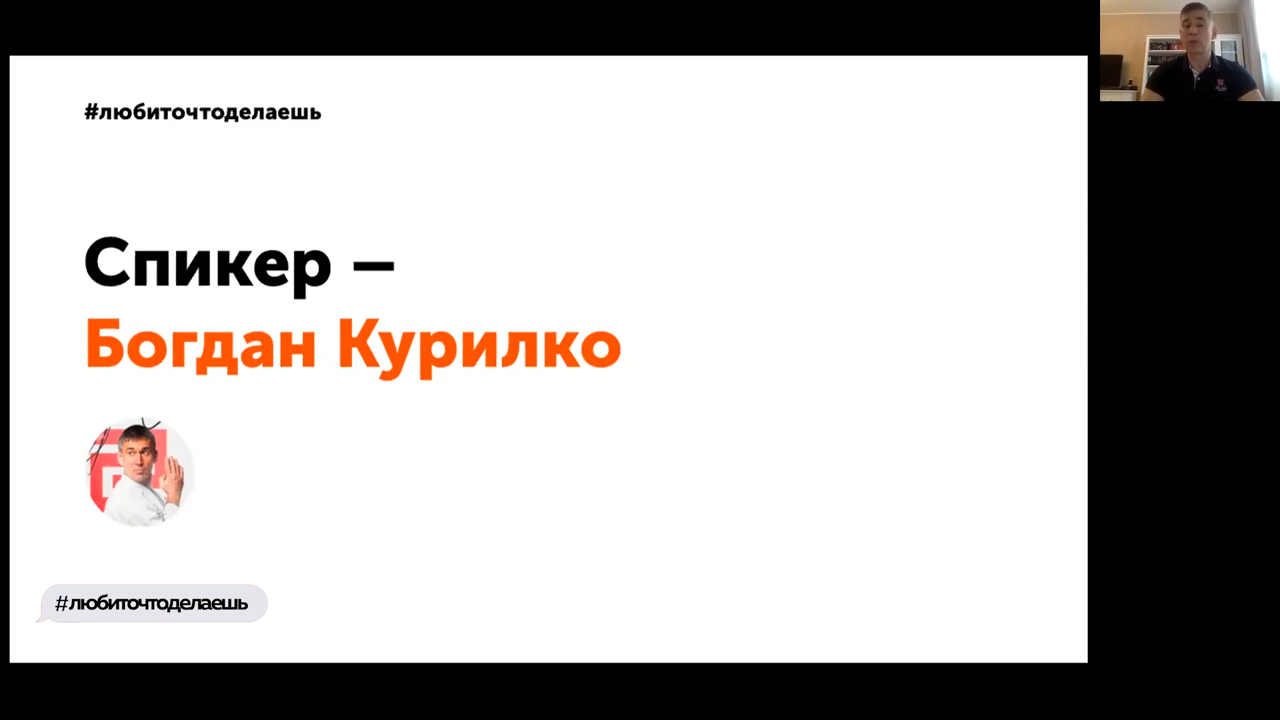 #любиточтоделаешь
Спикер –
Богдан Курилко
#любиточтоделаешь